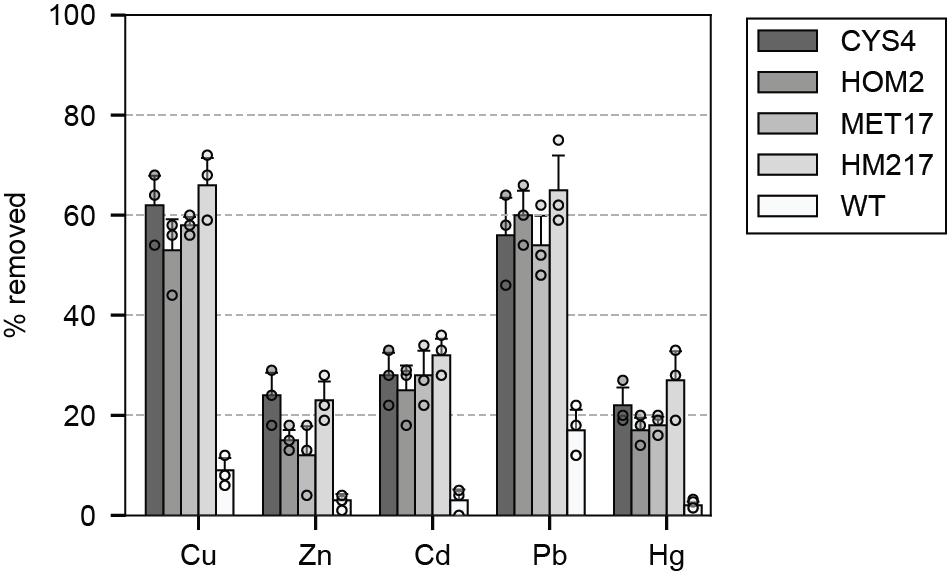 100
80
60
40
20
0
% removed
Cu Zn Cd Pb Hg
CYS4
HOM2
MET17
HM217
WT